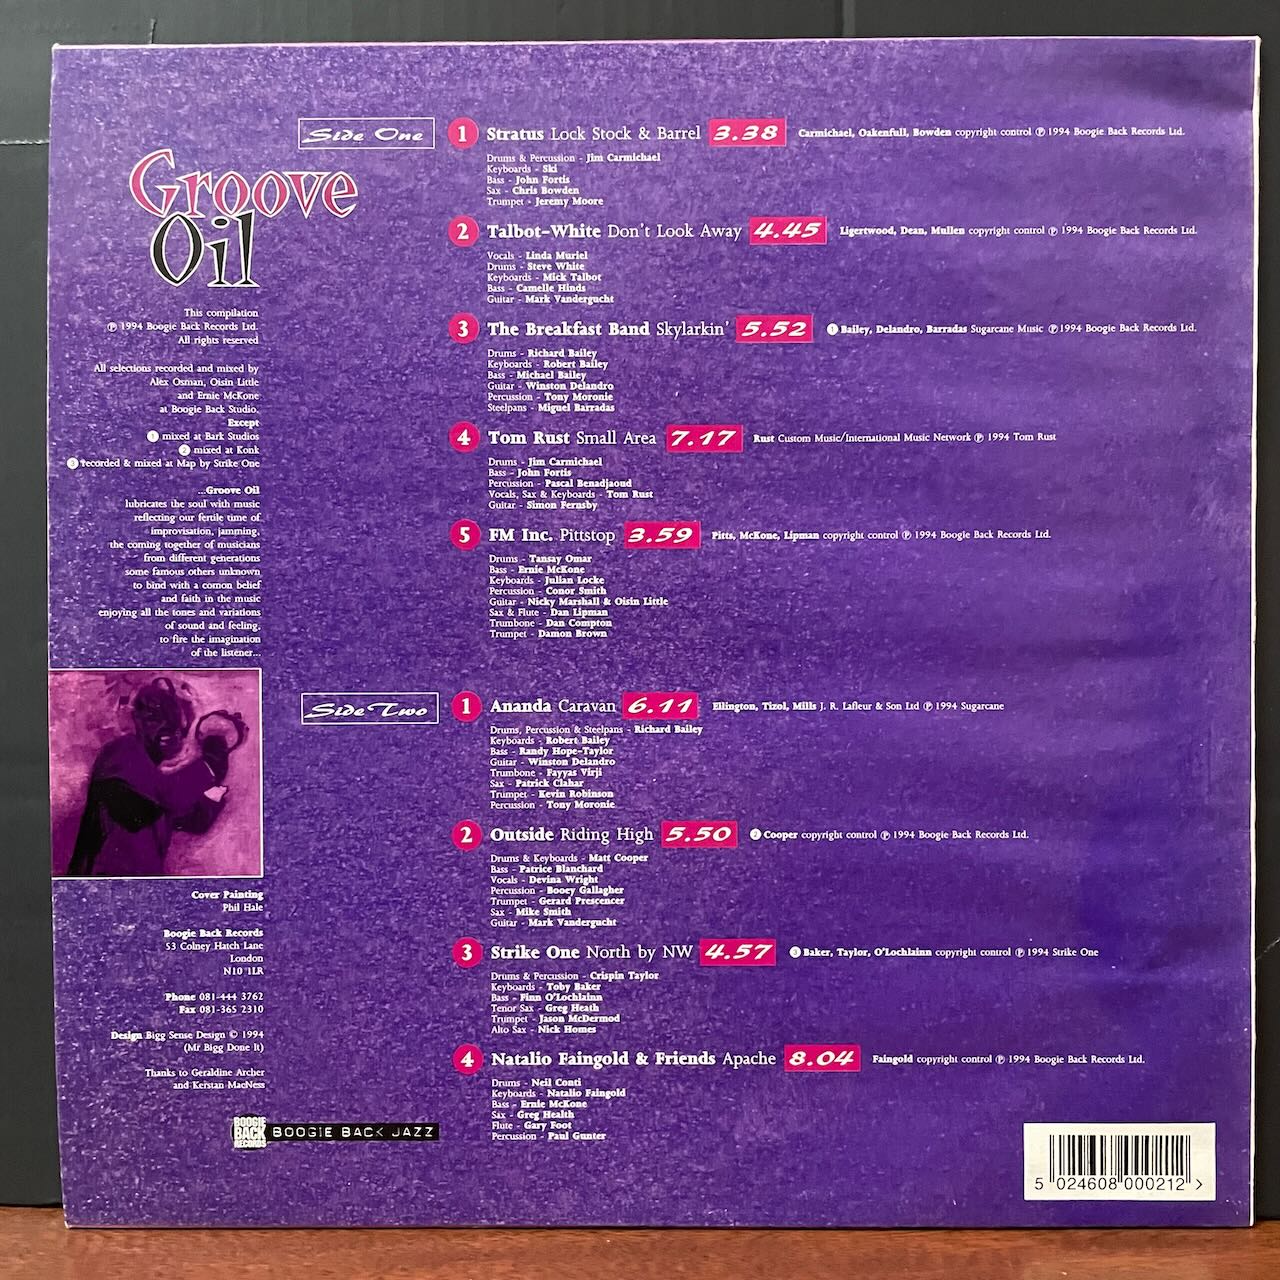 Groove
Oil
This compilation
℗ 1994 Boogie Back Records Ltd.
All rights reserved
All selections recorded and mixed by
Alex Osman, Oisin Little
and Ernie McKone
at Boogie Back Studio.
Except
1 mixed at Bark Studios
2 mixed at Konk
3 recorded & mixed at Map by Strike One
...Groove Oil
lubricates the soul with music
reflecting our fertile time of
improvisation, jamming,
the coming together of musicians
from different generations
some famous others unknown
to bind with a comon belief
and faith in the music
enjoying all the tones and variations
of sound and feeling,
to fire the imagination
of the listener...
Cover Painting
Phil Hale
Boogie Back Records
53 Colney Hatch Lane
London
N10 1LR
Phone 081-444 3762
Fax 081-365 2310
Design Bigg Sense Design © 1994
(Mr Bigg Done It)
Thanks to Geraldine Archer
and Kerstan MacNess
BOOGIE
BACK
RECORDS
BOOGIE BACK JAZZ
Side One
1 Stratus Lock Stock & Barrel 3.38 Carmichael, Oakenfull, Bowden copyright control ℗ 1994 Boogie Back Records Ltd.
Drums & Percussion - Jim Carmichael
Keyboards - Ski
Bass - John Fortis
Sax - Chris Bowden
Trumpet - Jeremy Moore
2 Talbot-White Don't Look Away 4.45 Ligertwood, Dean, Mullen copyright control ℗ 1994 Boogie Back Records Ltd.
Vocals - Linda Muriel
Drums - Steve White
Keyboards - Mick Talbot
Bass - Camelle Hinds
Guitar - Mark Vandergucht
3 The Breakfast Band Skylarkin' 5.52 1 Bailey, Delandro, Barradas Sugarcane Music ℗ 1994 Boogie Back Records Ltd.
Drums - Richard Bailey
Keyboards - Robert Bailey
Bass - Michael Bailey
Guitar - Winston Delandro
Percussion - Tony Moronie
Steelpans - Miguel Barradas
4 Tom Rust Small Area 7.17 Rust Custom Music/International Music Network ℗ 1994 Tom Rust
Drums - Jim Carmichael
Bass - John Fortis
Percussion - Pascal Benadjaoud
Vocals, Sax & Keyboards - Tom Rust
Guitar - Simon Fernsby
5 FM Inc. Pittstop 3.59 Pitts, McKone, Lipman copyright control ℗ 1994 Boogie Back Records Ltd.
Drums - Tansay Omar
Bass - Ernie McKone
Keyboards - Julian Locke
Percussion - Conor Smith
Guitar - Nicky Marshall & Oisin Little
Sax & Flute - Dan Lipman
Trumbone - Dan Compton
Trumpet - Damon Brown
Side Two
1 Ananda Caravan 6.11 Ellington, Tizol, Mills J. R. Lafleur & Son Ltd ℗ 1994 Sugarcane
Drums, Percussion & Steelpans - Richard Bailey
Keyboards - Robert Bailey
Bass - Randy Hope-Taylor
Guitar - Winston Delandro
Trumbone - Fayyas Virji
Sax - Patrick Clahar
Trumpet - Kevin Robinson
Percussion - Tony Moronie
2 Outside Riding High 5.50 2 Cooper copyright control ℗ 1994 Boogie Back Records Ltd.
Drums & Keyboards - Matt Cooper
Bass - Patrice Blanchard
Vocals - Devina Wright
Percussion - Booey Gallagher
Trumpet - Gerard Prescencer
Sax - Mike Smith
Guitar - Mark Vandergucht
3 Strike One North by NW 4.57 3 Baker, Taylor, O'Lochlainn copyright control ℗ 1994 Strike One
Drums & Percussion - Crispin Taylor
Keyboards - Toby Baker
Bass - Finn O'Lochlainn
Tenor Sax - Greg Heath
Trumpet - Jason McDermod
Alto Sax - Nick Homes
4 Natalio Faingold & Friends Apache 8.04 Faingold copyright control ℗ 1994 Boogie Back Records Ltd.
Drums - Neil Conti
Keyboards - Natalio Faingold
Bass - Ernie McKone
Sax - Greg Health
Flute - Gary Foot
Percussion - Paul Gunter
5 024608 000212 >